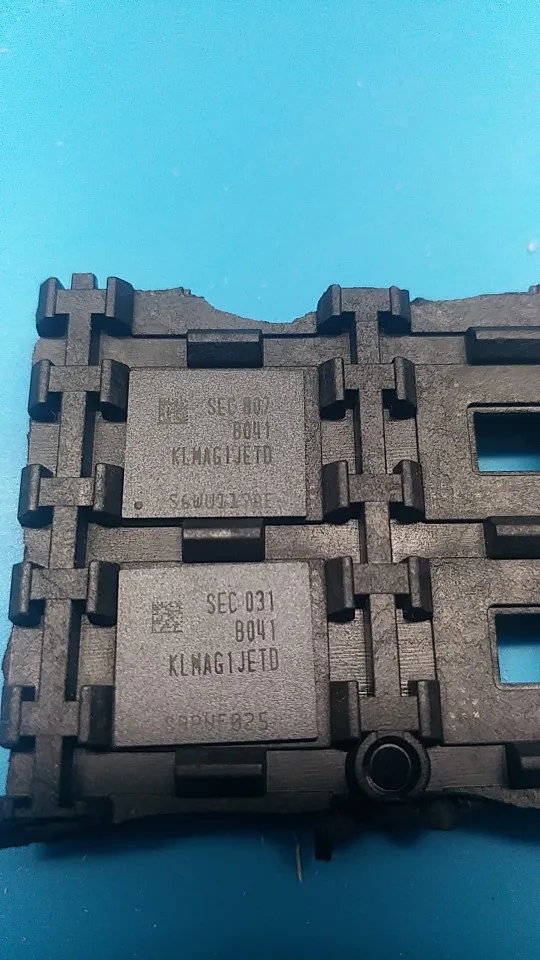 SEC 007
B041
KLMAG1JETD
SEC 031
B041
KLMAG1JETD